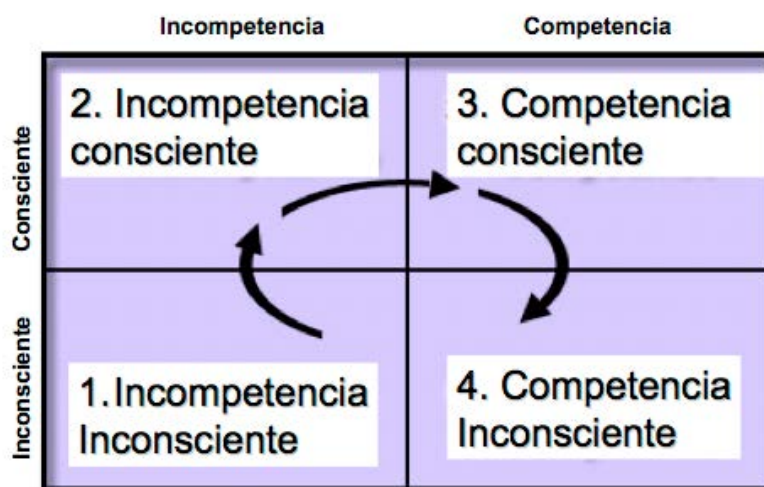 Incompetencia
Competencia
Consciente
2. Incompetencia
consciente
3. Competencia
consciente
Inconsciente
1.Incompetencia
Inconsciente
4. Competencia
Inconsciente